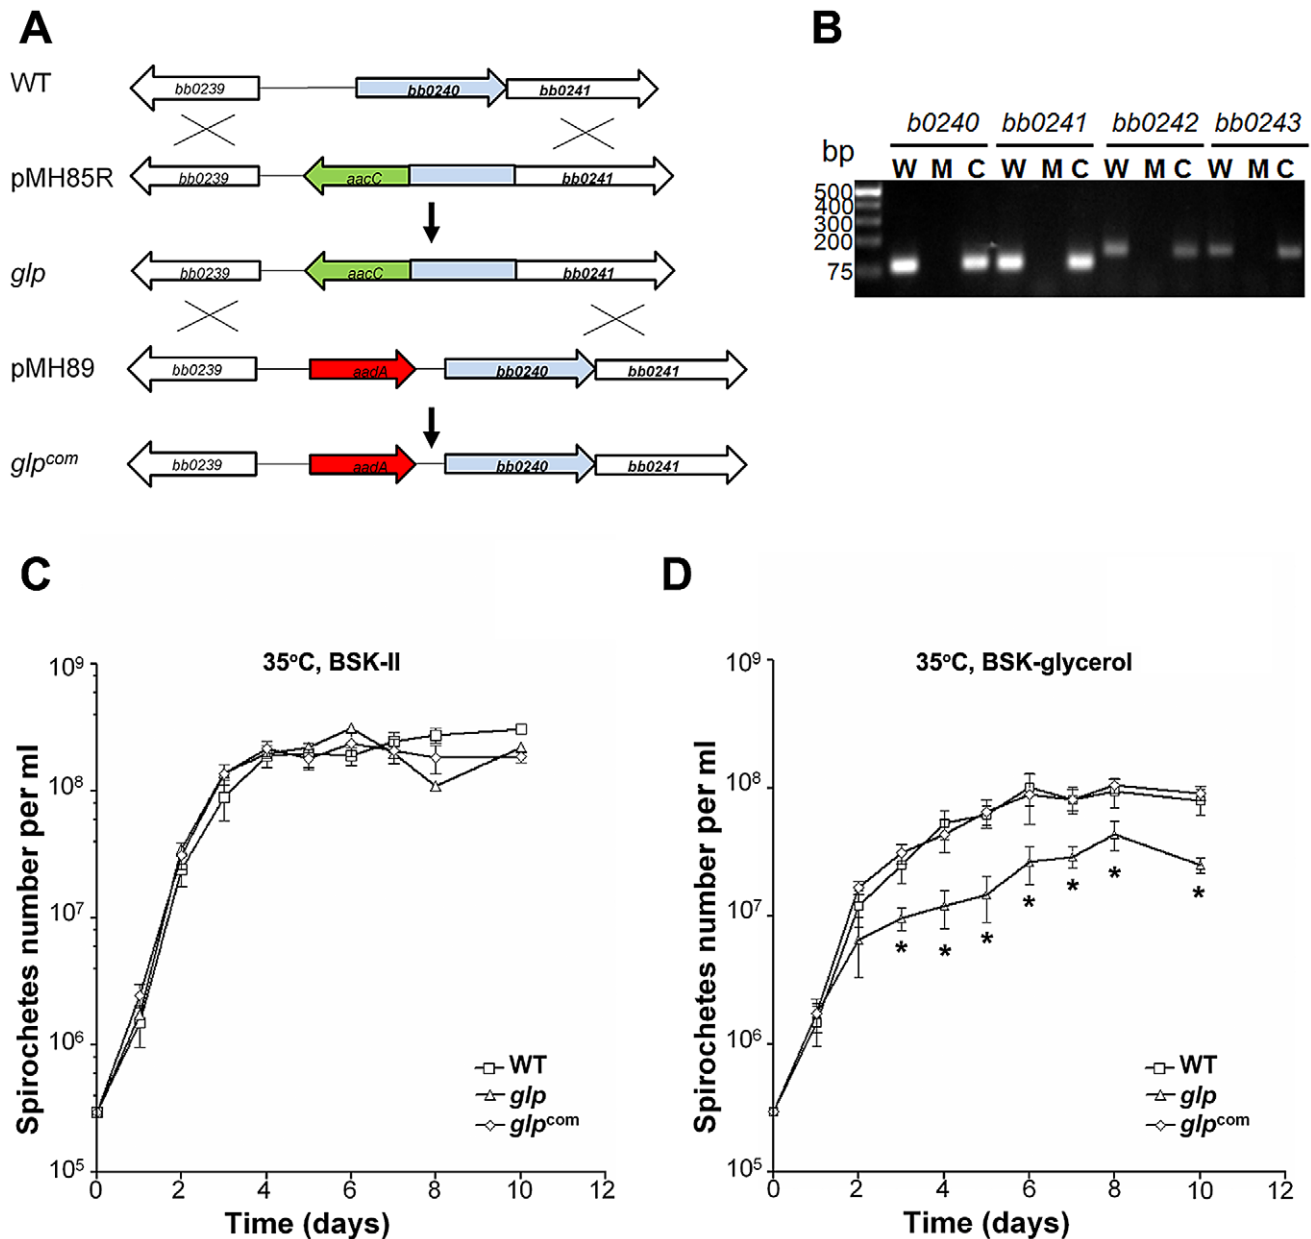 A
WT
bb0239
bb0240
bb0241
pMH85R
bb0239
aacC
bb0241
glp
bb0239
aacC
bb0241
pMH89
bb0239
aadA
bb0240
bb0241
glpcom
bb0239
aadA
bb0240
bb0241
B
b0240 bb0241 bb0242 bb0243
bp
W M C W M C W M C W M C
500
400
300
200
75
C
35°C, BSK-II
Spirochetes number per ml
10⁹
10⁸
10⁷
10⁶
10⁵
WT
glp
glpcom
0 2 4 6 8 10 12
Time (days)
D
35°C, BSK-glycerol
Spirochetes number per ml
10⁹
10⁸
10⁷
10⁶
10⁵
* * * * * * *
WT
glp
glpcom
0 2 4 6 8 10 12
Time (days)